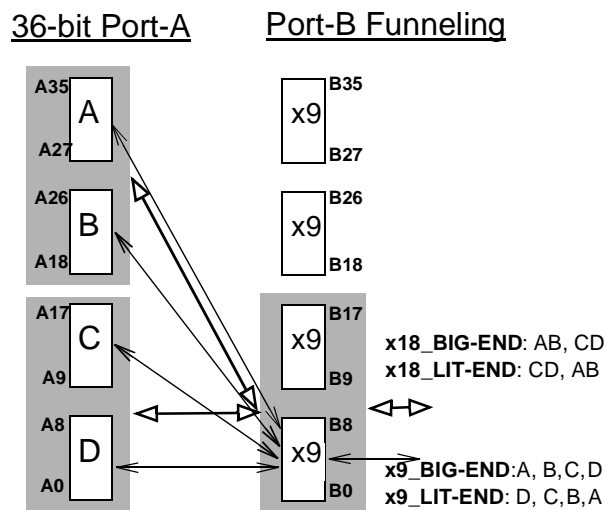 36-bit Port-A
Port-B Funneling
A35
A
A27
A26
B
A18
A17
C
A9
A8
D
A0
B35
x9
B27
B26
x9
B18
B17
x9
B9
B8
x9
B0
x18_BIG-END: AB, CD
x18_LIT-END: CD, AB
x9_BIG-END:A, B,C,D
x9_LIT-END: D, C,B,A